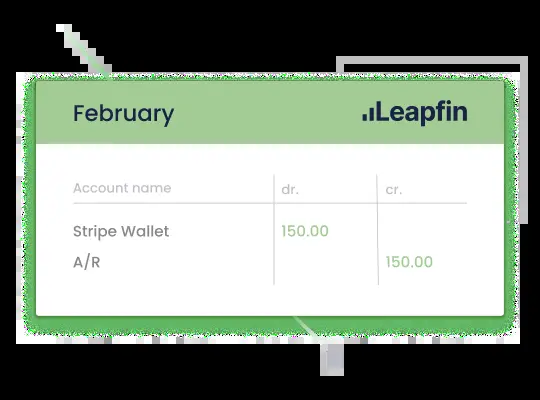 February
Leapfin
Account name dr. cr.
Stripe Wallet 150.00
A/R 150.00